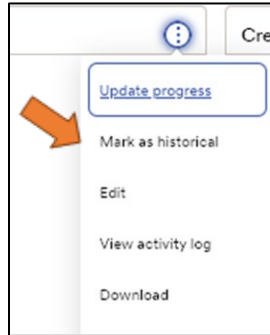 Cre
Update progress
Mark as historical
Edit
View activity log
Download